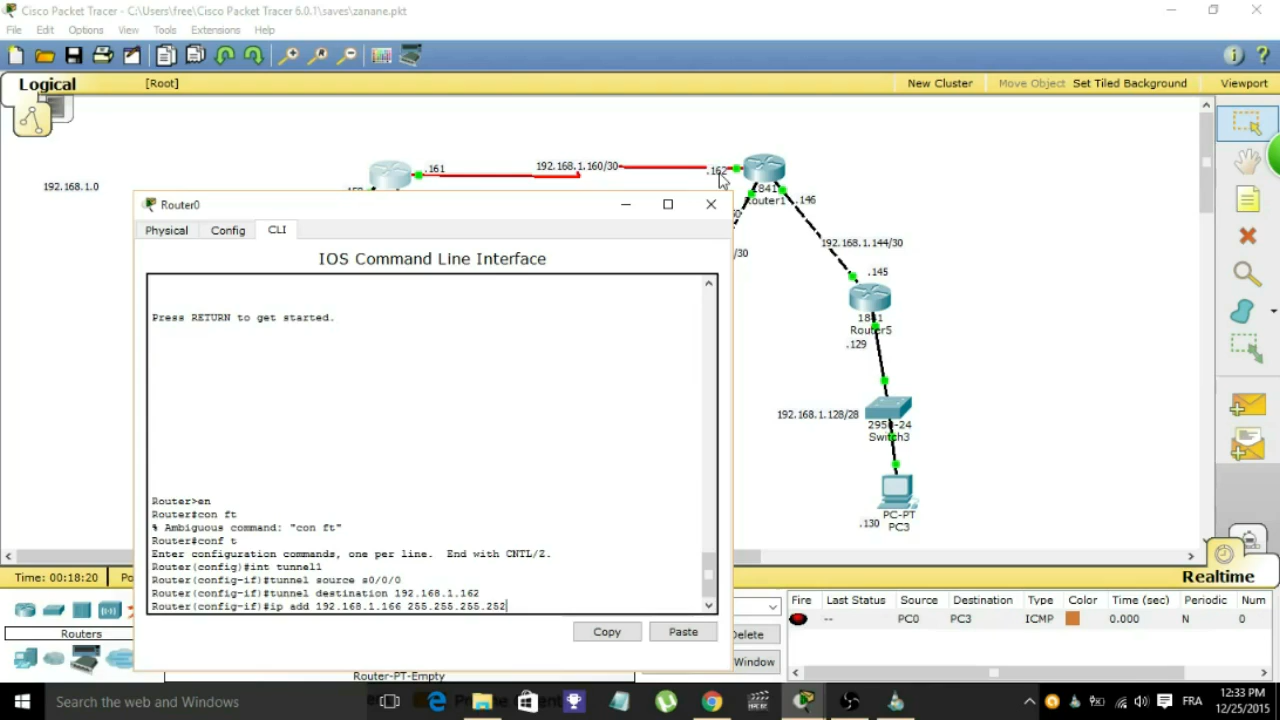 Cisco Packet Tracer - C:\Users\free\Cisco Packet Tracer 6.0.1\saves\zanane.pkt
File Edit Options View Tools Extensions Help
Logical [Root] New Cluster Move Object Set Tiled Background Viewport
192.168.1.0
.161 192.168.1.160/30 .162
1841
Router1
.146
192.168.1.144/30
/30
.145
1841
Router5
.129
192.168.1.128/28
2950-24
Switch3
PC-PT
PC3
.130
Router0
Physical Config CLI
IOS Command Line Interface
Press RETURN to get started.
Router>en
Router#con ft
% Ambiguous command: "con ft"
Router#conf t
Enter configuration commands, one per line. End with CNTL/Z.
Router(config)#int tunnel1
Router(config-if)#tunnel source s0/0/0
Router(config-if)#tunnel destination 192.168.1.162
Router(config-if)#ip add 192.168.1.166 255.255.255.252
Copy Paste
Time: 00:18:20 Po
Realtime
Routers
Router-PT-Empty
Delete
Window
Fire Last Status Source Destination Type Color Time (sec) Periodic Num
-- PC0 PC3 ICMP 0.000 N 0
Search the web and Windows
FRA
12:33 PM
12/25/2015